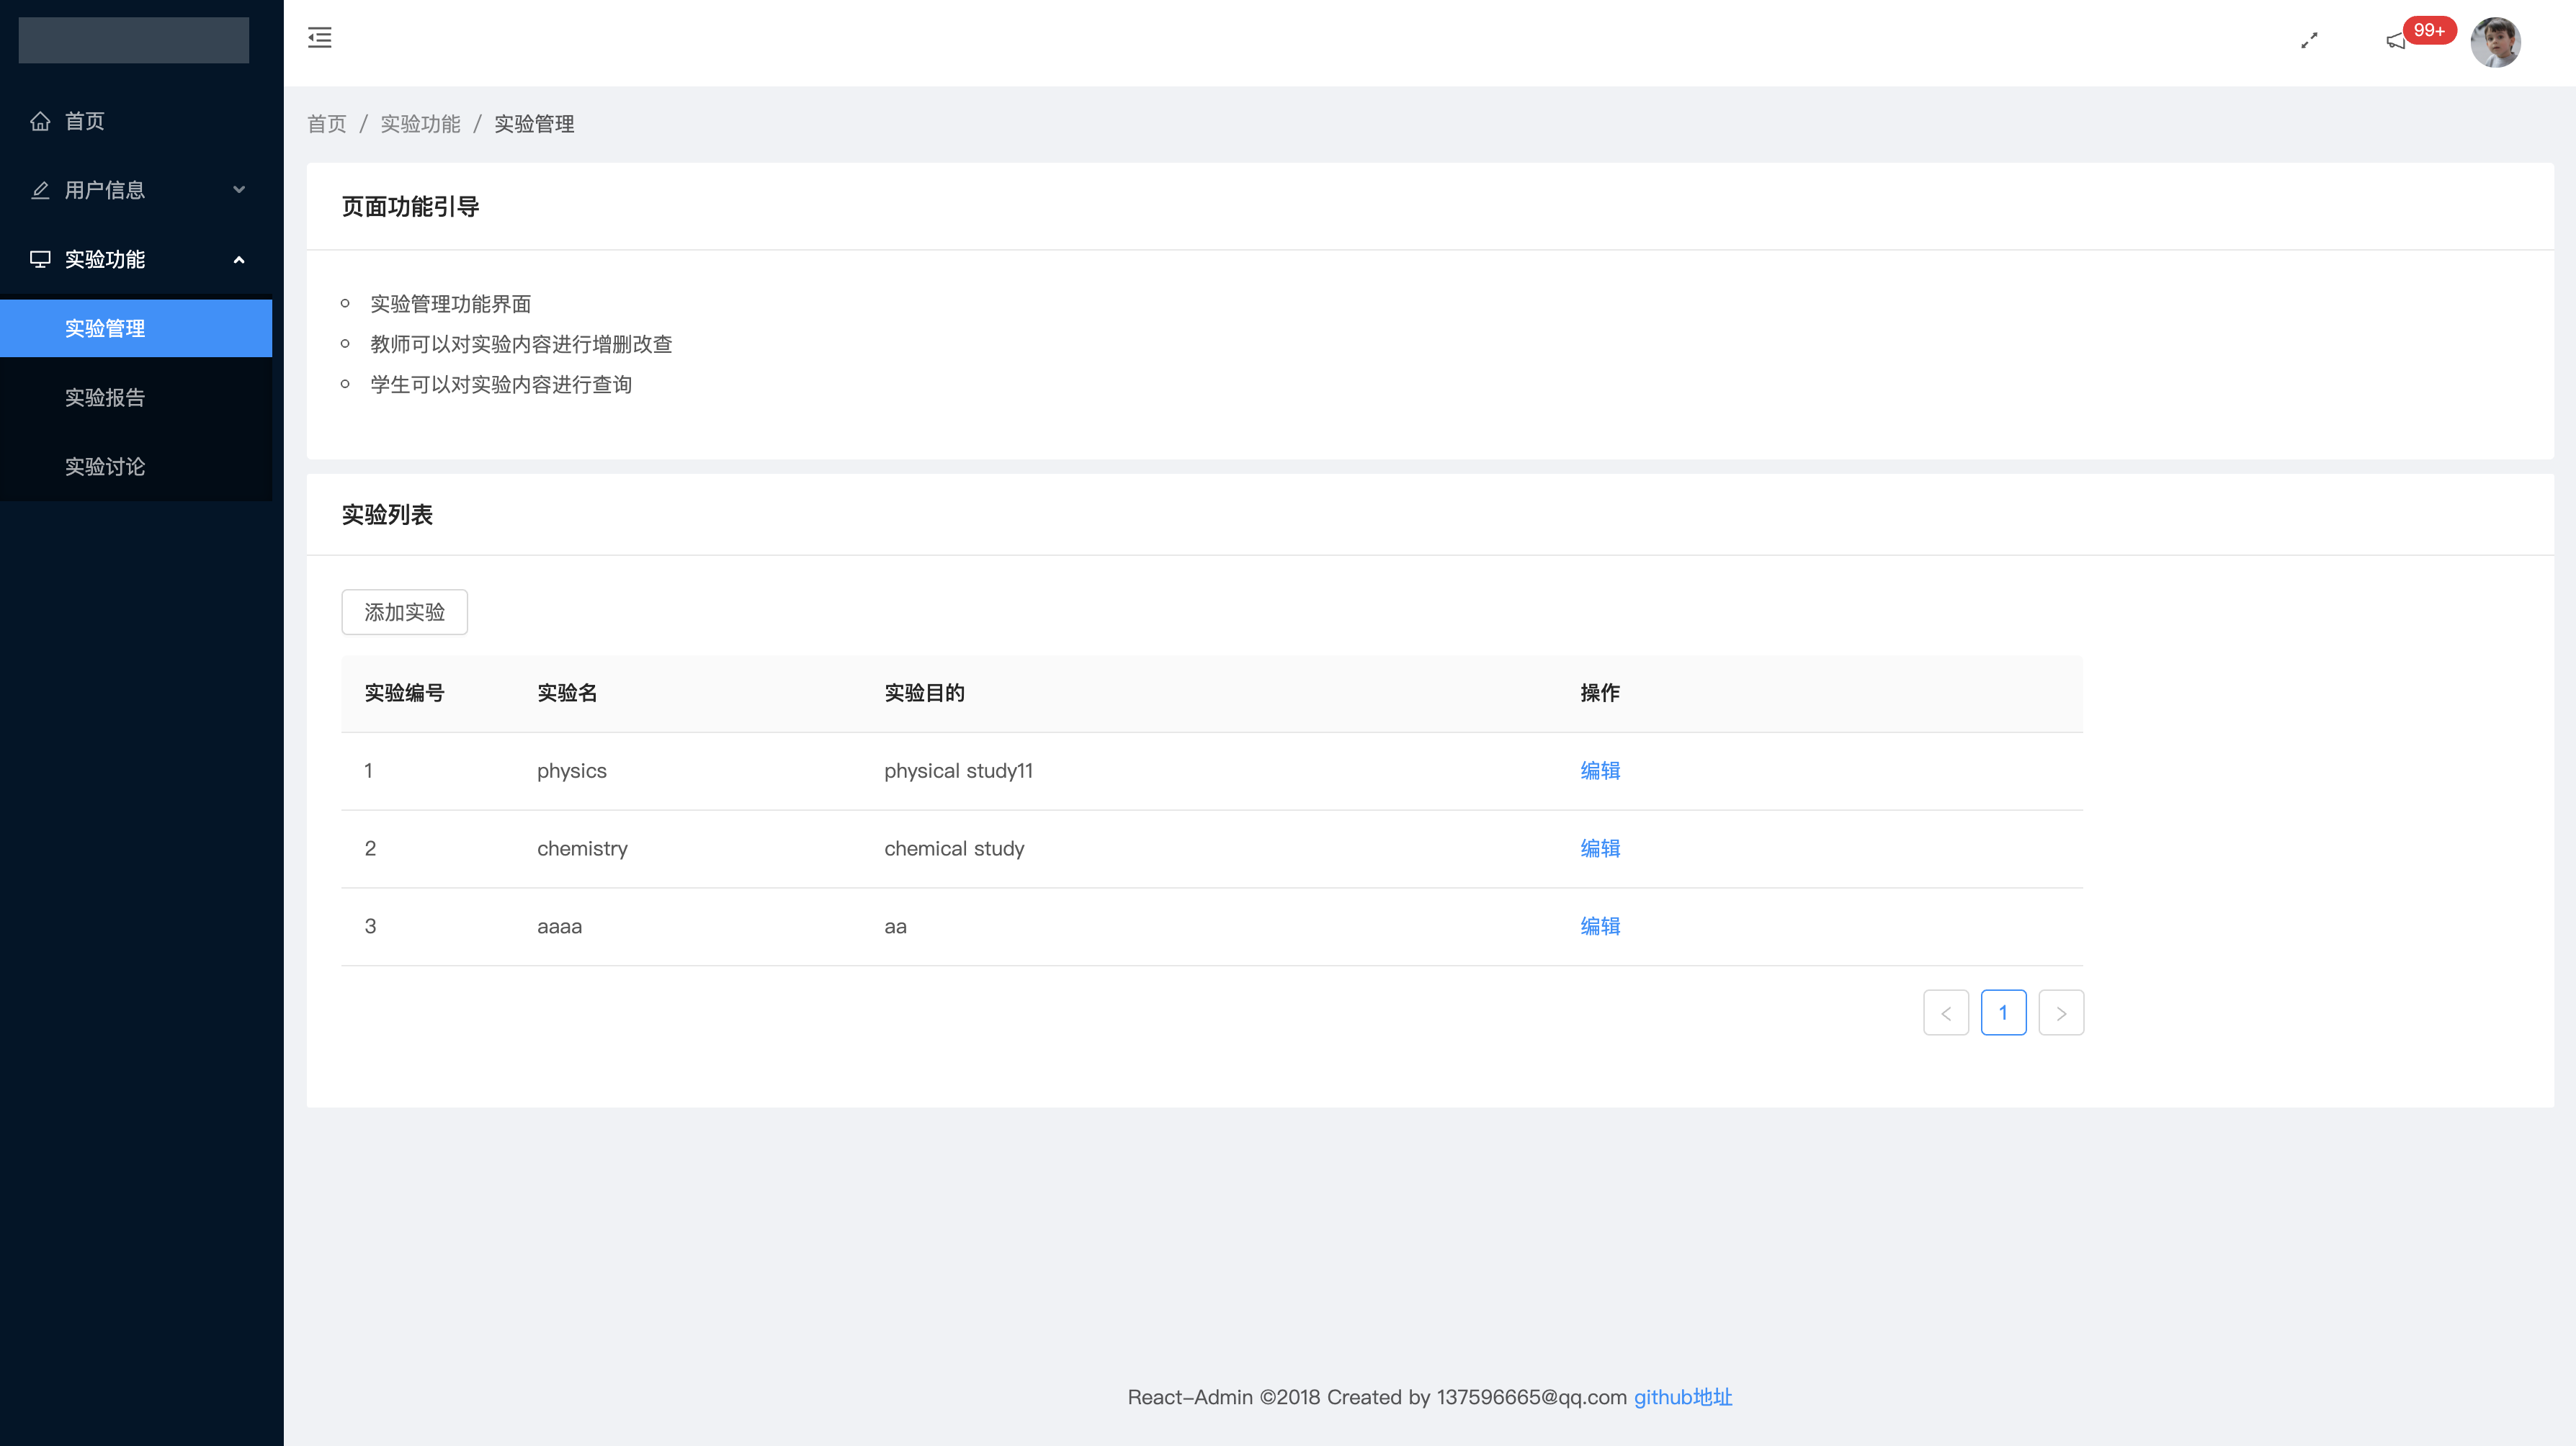 99+
首页
用户信息
实验功能
实验管理
实验报告
实验讨论
首页 / 实验功能 / 实验管理
页面功能引导
实验管理功能界面
教师可以对实验内容进行增删改查
学生可以对实验内容进行查询
实验列表
添加实验
实验编号 实验名 实验目的 操作
1 physics physical study11 编辑
2 chemistry chemical study 编辑
3 aaaa aa 编辑
< 1 >
React-Admin ©2018 Created by 137596665@qq.com github地址